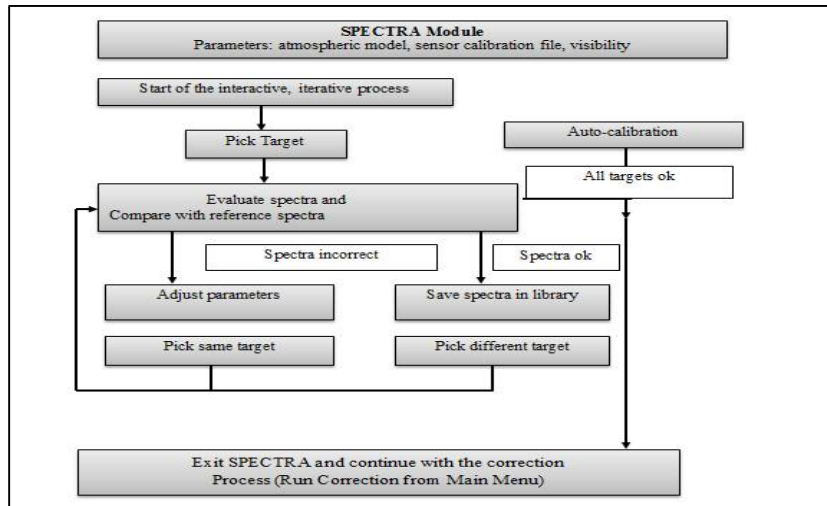 SPECTRA Module
Parameters: atmospheric model, sensor calibration file, visibility
Start of the interactive, iterative process
Pick Target
Auto-calibration
All targets ok
Evaluate spectra and
Compare with reference spectra
Spectra incorrect
Spectra ok
Adjust parameters
Save spectra in library
Pick same target
Pick different target
Exit SPECTRA and continue with the correction
Process (Run Correction from Main Menu)